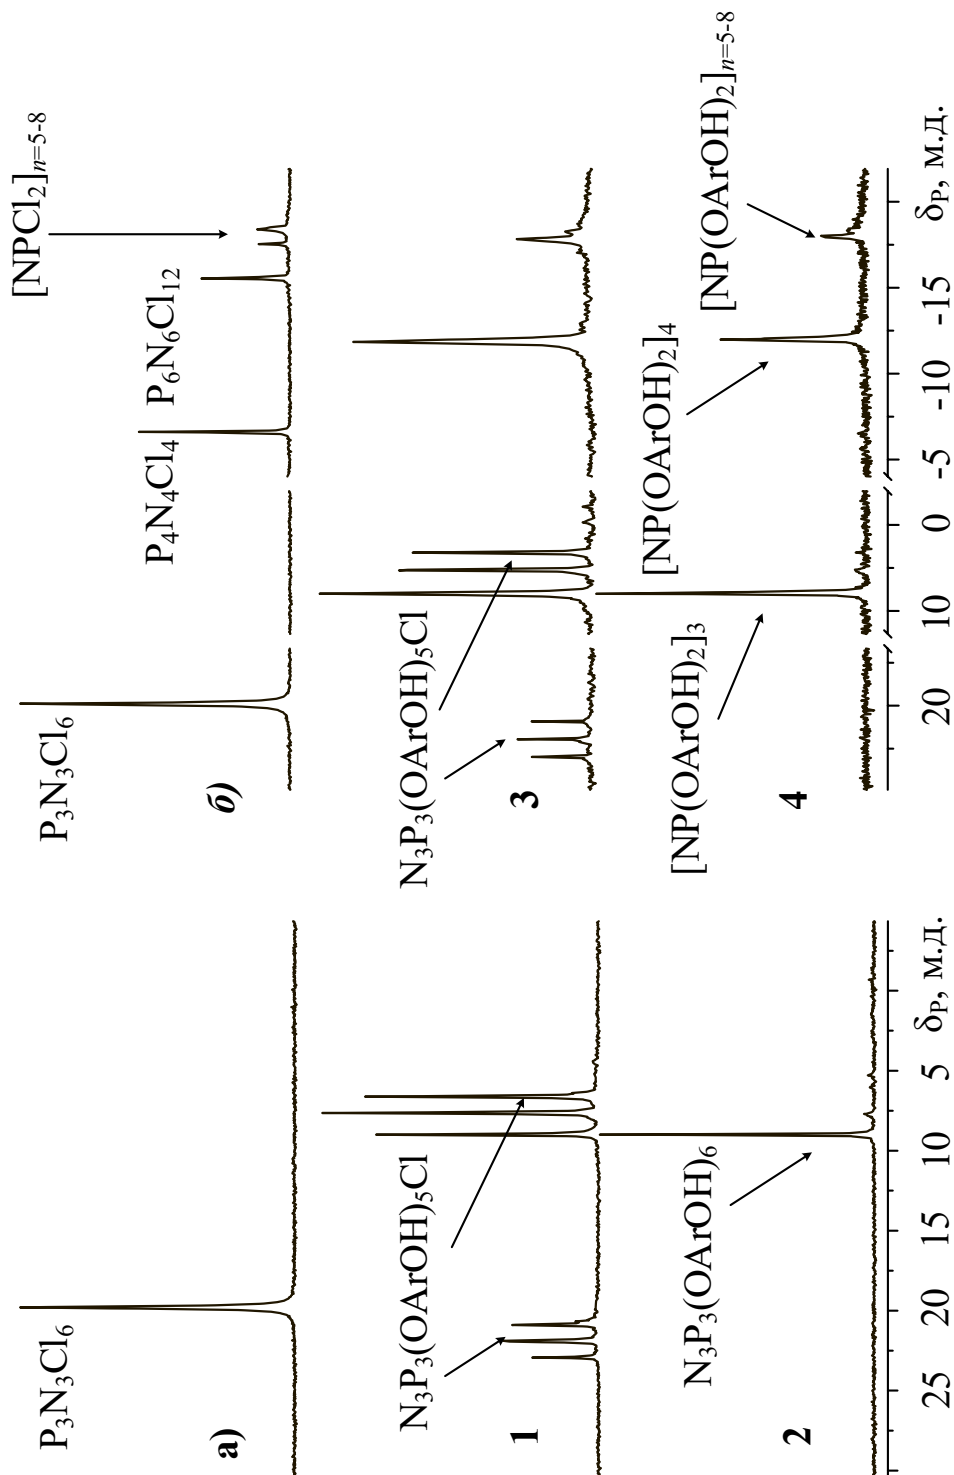 P3N3Cl6
а)
1
N3P3(OArOH)5Cl
2
N3P3(OArOH)6
25
20
15
10
5
δP, м.д.
P3N3Cl6
б)
P4N4Cl4
P6N6Cl12
[NPCl2]n=5-8
3
N3P3(OArOH)5Cl
4
[NP(OArOH)2]3
[NP(OArOH)2]4
[NP(OArOH)2]n=5-8
20
10
0
-5
-10
-15
δP, м.д.